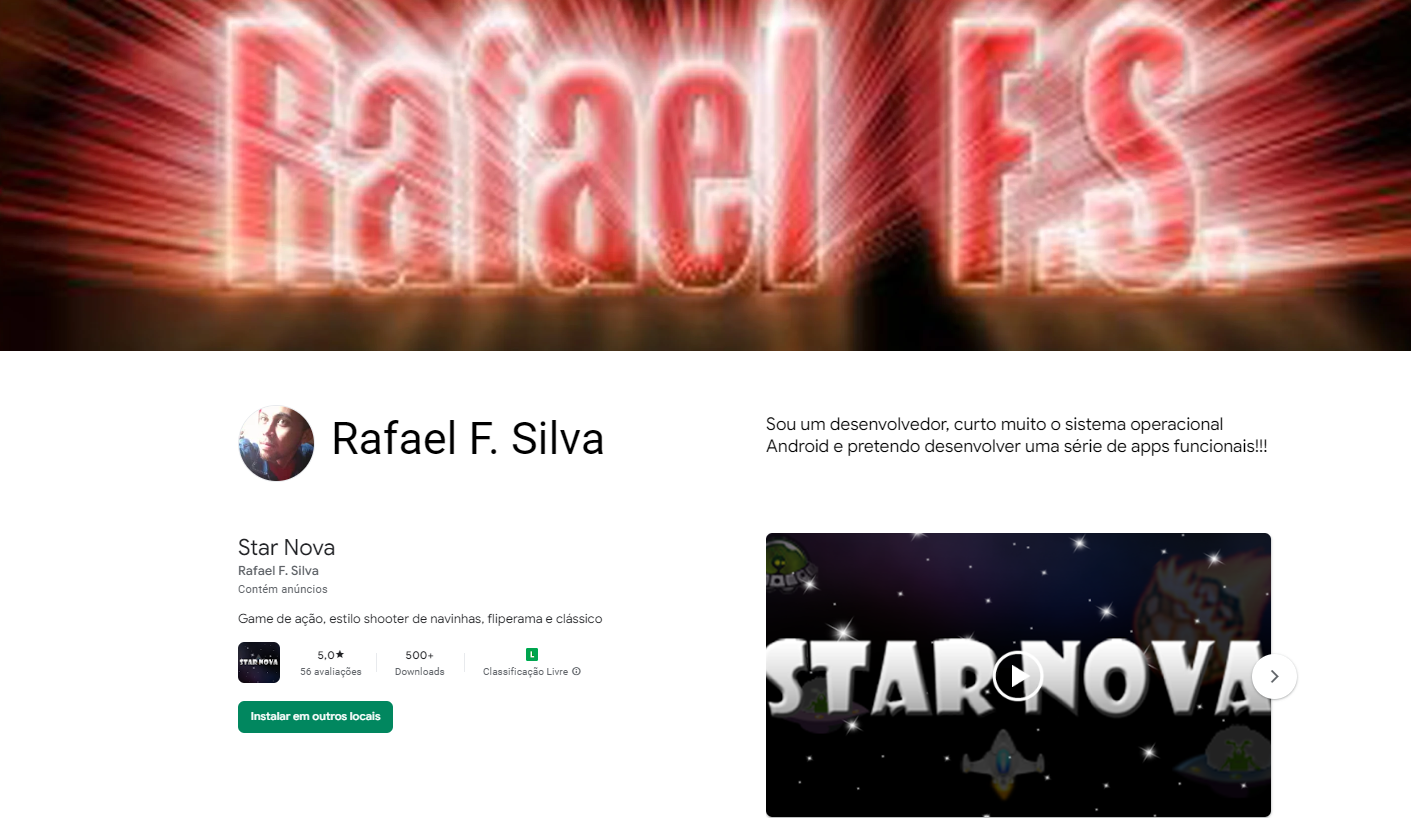 Rafael F.S.
Rafael F. Silva
Sou um desenvolvedor, curto muito o sistema operacional
Android e pretendo desenvolver uma série de apps funcionais!!!
Star Nova
Rafael F. Silva
Contém anúncios
Game de ação, estilo shooter de navinhas, fliperama e clássico
STAR NOVA
5,0★
56 avaliações
500+
Downloads
L
Classificação Livre
Instalar em outros locais
STAR NOVA